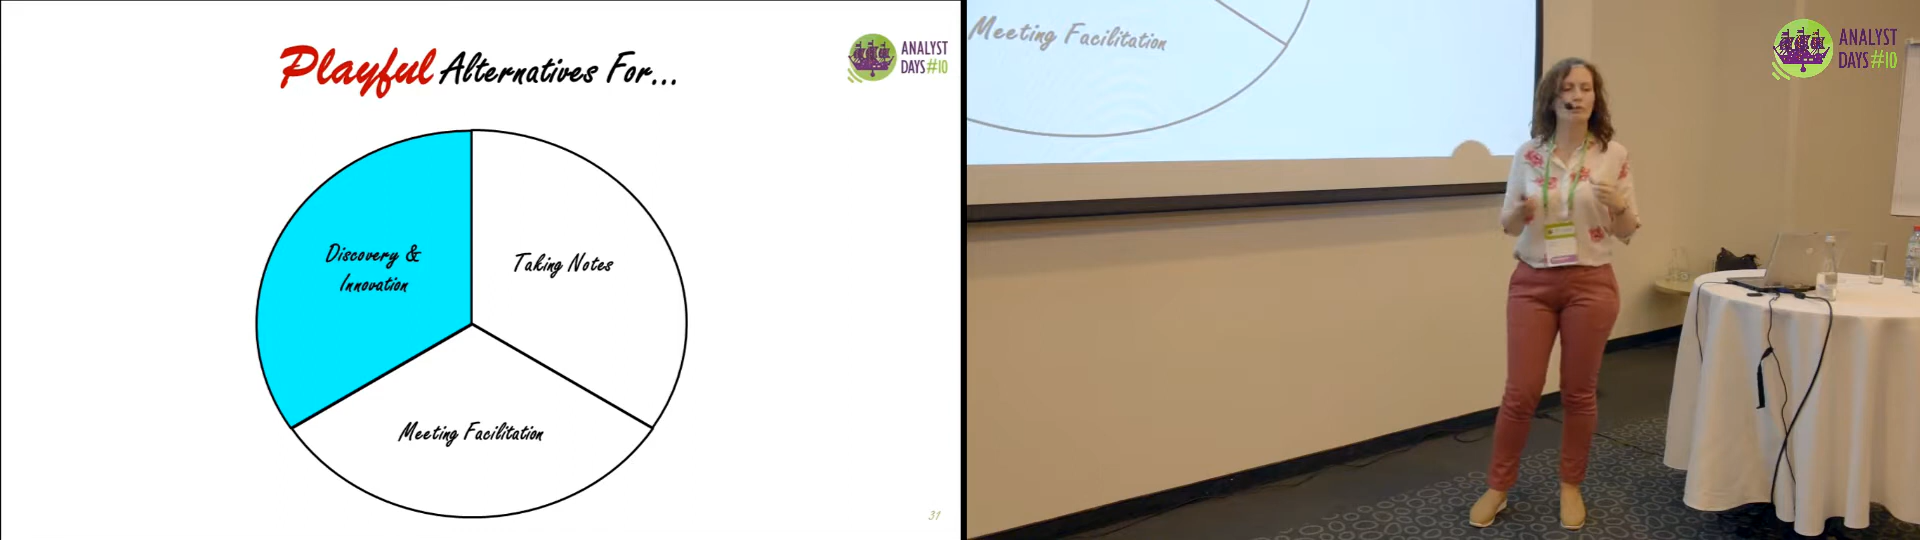 Playful Alternatives For...
ANALYST
DAYS#10
Discovery &
Innovation
Taking Notes
Meeting Facilitation
31
Meeting Facilitation
ANALYST
DAYS#10